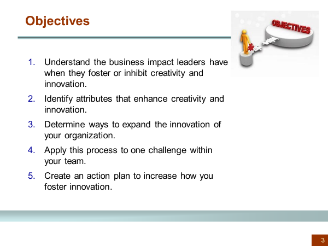 Objectives
OBJECTIVES
1. Understand the business impact leaders have
when they foster or inhibit creativity and
innovation.
2. Identify attributes that enhance creativity and
innovation.
3. Determine ways to expand the innovation of
your organization.
4. Apply this process to one challenge within
your team.
5. Create an action plan to increase how you
foster innovation.
3